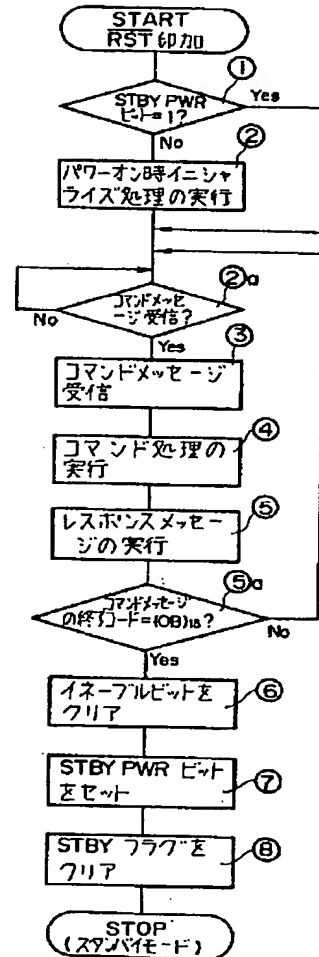 START
RST 印加
①
STBY PWR
ビット=1?
Yes
No
②
パワーオン時イニシャ
ライズ処理の実行
②a
コマンドメッセ
ージ受信?
No
Yes
③
コマンドメッセージ
受信
④
コマンド処理の
実行
⑤
レスポンスメッセー
ジの実行
⑤a
コマンドメッセージ
の終了コード=(OB)16?
No
Yes
⑥
イネーブルビットを
クリア
⑦
STBY PWR ビット
をセット
⑧
STBY フラグを
クリア
STOP
(スタンバイモード)